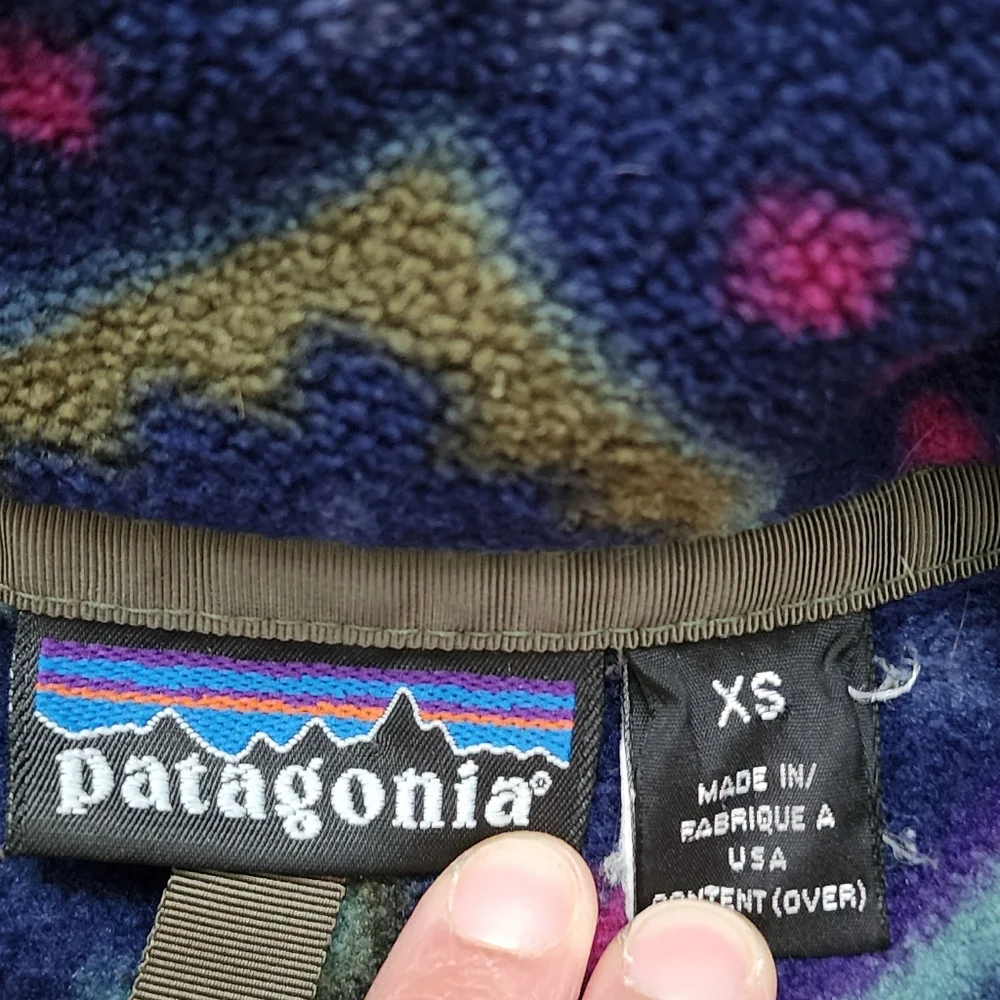 patagonia®
XS
MADE IN/
FABRIQUE A
USA
CONTENT (OVER)